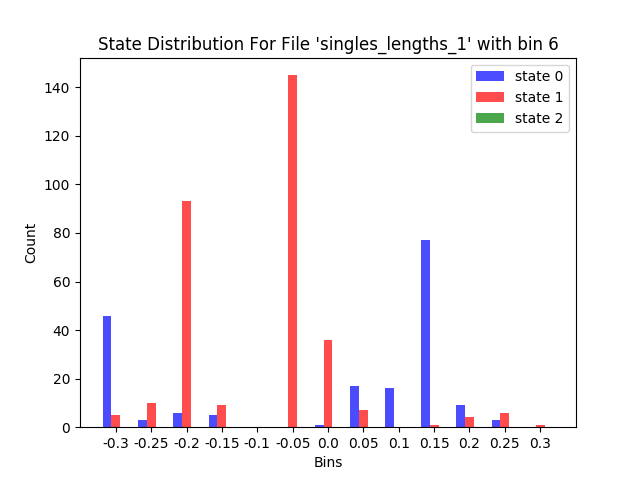 State Distribution For File 'singles_lengths_1' with bin 6
state 0
state 1
state 2
140
120
100
80
60
40
20
0
Count
-0.3 -0.25 -0.2 -0.15 -0.1 -0.05 0.0 0.05 0.1 0.15 0.2 0.25 0.3
Bins